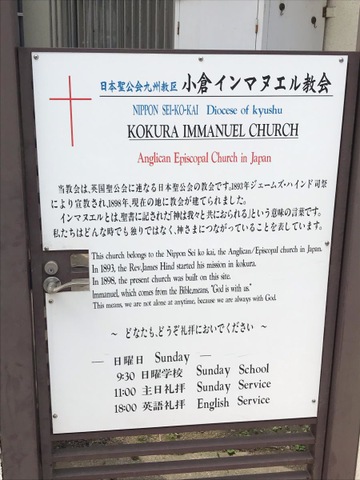 日本聖公会九州教区 小倉インマヌエル教会
NIPPON SEI-KO-KAI Diocese of kyushu
KOKURA IMMANUEL CHURCH
Anglican Episcopal Church in Japan
当教会は、英国聖公会に連なる日本聖公会の教会です。1893年ジェームズ・ハインド司祭
により宣教され、1898年、現在の地に教会が建てられました。
インマヌエルとは、聖書に記された「神は我々と共におられる」という意味の言葉です。
私たちはどんな時でも独りではなく、神さまにつながっていることを表しています。
This church belongs to the Nippon Sei ko kai, the Anglican/Episcopal church in Japan.
In 1893, the Rev.James Hind started his mission in kokura.
In 1898, the present church was built on this site.
Immanuel, which comes from the Bible,means, "God is with us."
This means, we are not alone at anytime, because we are always with God.
～ どなたも、どうぞ礼拝においでください ～
― 日曜日 Sunday ―
9:30 日曜学校 Sunday School
11:00 主日礼拝 Sunday Service
18:00 英語礼拝 English Service